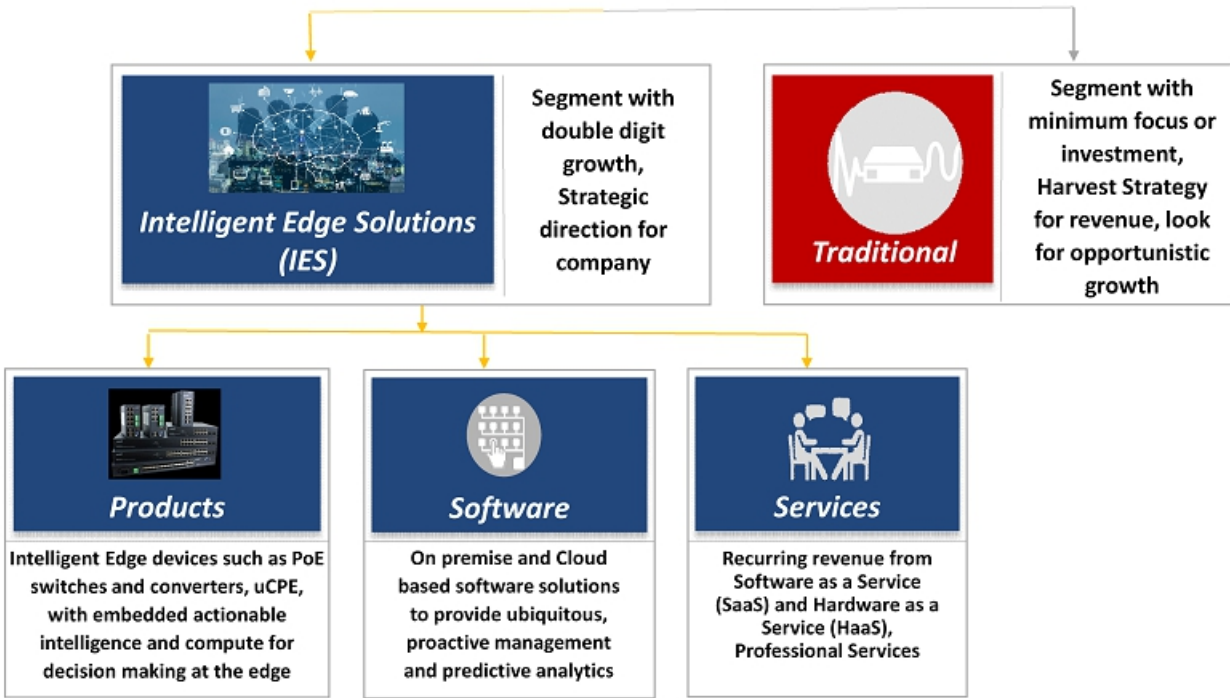 Intelligent Edge Solutions
(IES)
Segment with
double digit
growth,
Strategic
direction for
company
Traditional
Segment with
minimum focus or
investment,
Harvest Strategy
for revenue, look
for opportunistic
growth
Products
Intelligent Edge devices such as PoE
switches and converters, uCPE,
with embedded actionable
intelligence and compute for
decision making at the edge
Software
On premise and Cloud
based software solutions
to provide ubiquitous,
proactive management
and predictive analytics
Services
Recurring revenue from
Software as a Service
(SaaS) and Hardware as a
Service (HaaS),
Professional Services